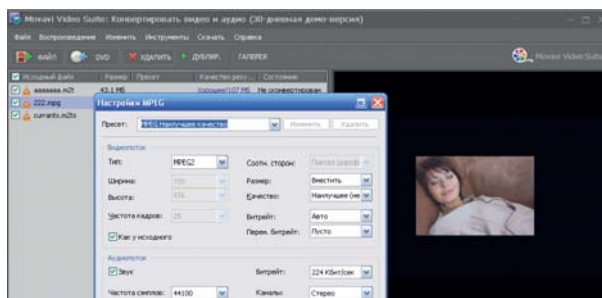 Movavi Video Suite: Конвертировать видео и аудио (30-дневная демо-версия)
Файл Воспроизведение Изменить Инструменты Скачать Справка
ФАЙЛ DVD УДАЛИТЬ ДУБЛИР. ГАЛЕРЕЯ Movavi Video Suite
Исходный файл Размер Пресет Качество резу... Состояние
aaaaaaa.m2t 43.1 Мб Хорошее/107 Мб Не сконвертирован
222.mpg
currants.m2ts
Настройки MPEG
Пресет: MPEG Наилучшее качество Изменить Удалить
Видеопоток
Тип: MPEG2 Соотн. сторон:
Ширина: 720 Размер: Вместить
Высота: 576 Качество: Наилучшее (ме
Частота кадров: 25 Битрейт: Авто
Как у исходного Перем. битрейт: Пусто
Аудиопоток
Звук Битрейт: 224 Кбит/сек
Частота сэмплов: 44100 Каналы: Стерео